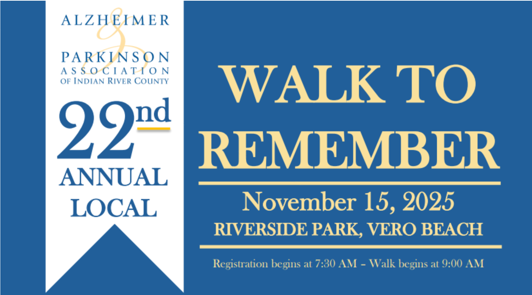 ALZHEIMER
&
PARKINSON
ASSOCIATION
OF INDIAN RIVER COUNTY
22nd
ANNUAL
LOCAL
WALK TO
REMEMBER
November 15, 2025
RIVERSIDE PARK, VERO BEACH
Registration begins at 7:30 AM – Walk begins at 9:00 AM